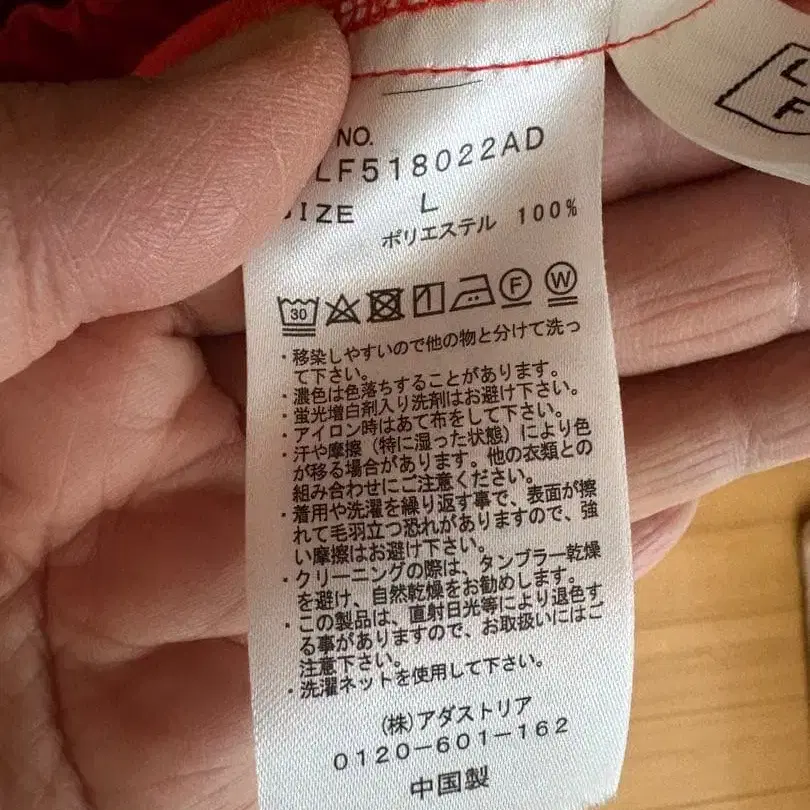 NO.
LF518022AD
SIZE L
ポリエステル 100%
30 F W
・移染しやすいので他の物と分けて洗っ
て下さい。
・濃色は色落ちすることがあります。
・蛍光増白剤入り洗剤はお避け下さい。
・アイロン時はあて布をして下さい。
・汗や摩擦（特に湿った状態）により色
が移る場合があります。他の衣類との
組み合わせにご注意ください。
・着用や洗濯を繰り返す事で、表面が擦
れて毛羽立つ恐れがありますので、強
い摩擦はお避け下さい。
・クリーニングの際は、タンブラー乾燥
を避け、自然乾燥をお勧めします。
・この製品は、直射日光等により退色す
る事がありますので、お取扱いにはご
注意下さい。
・洗濯ネットを使用して下さい。
(株)アダストリア
0120-601-162
中国製
L
F